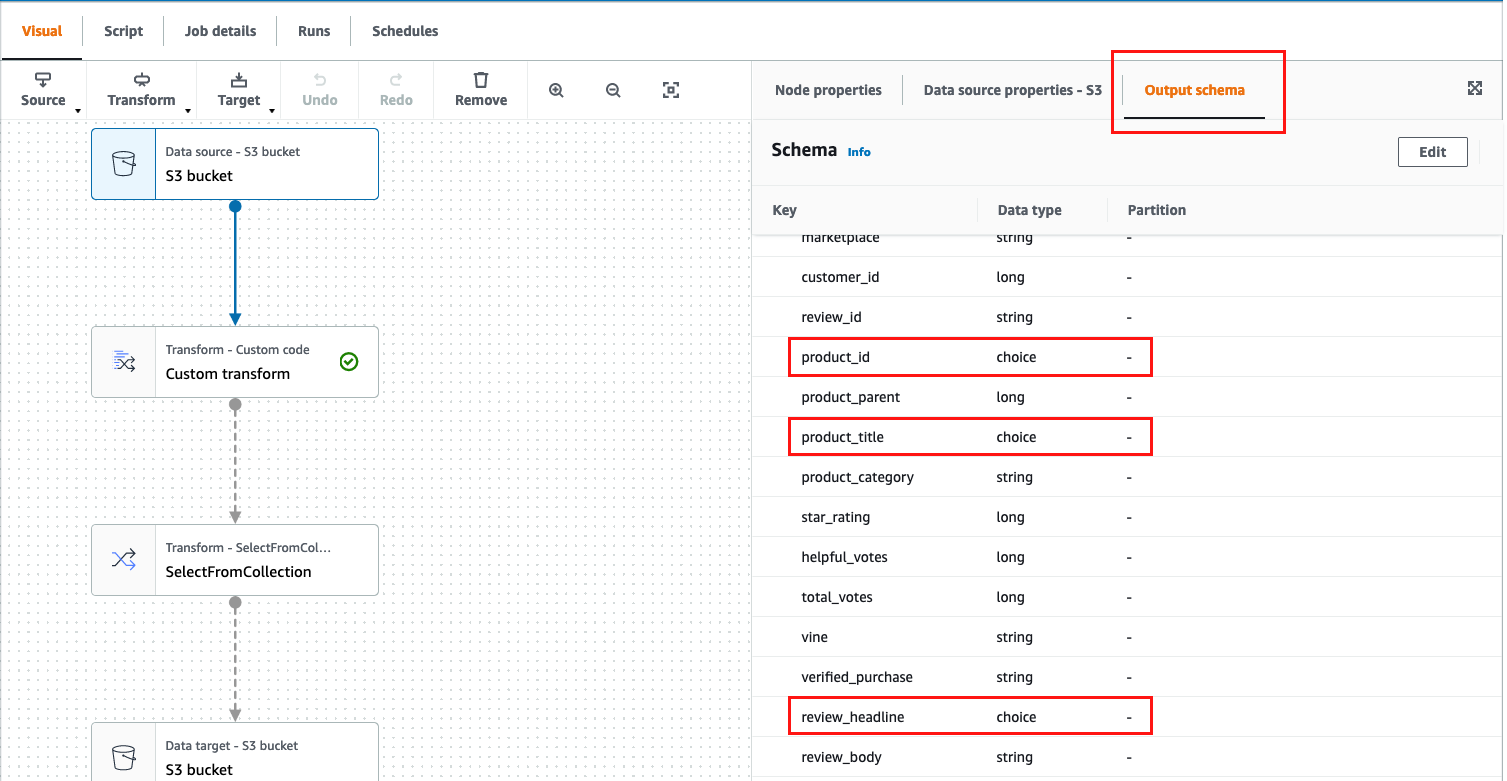 Visual Script Job details Runs Schedules
Source Transform Target Undo Redo Remove
Node properties Data source properties - S3 Output schema
Schema Info Edit
Key Data type Partition
marketplace string -
customer_id long -
review_id string -
product_id choice -
product_parent long -
product_title choice -
product_category string -
star_rating long -
helpful_votes long -
total_votes long -
vine string -
verified_purchase string -
review_headline choice -
review_body string -
Data source - S3 bucket
S3 bucket
Transform - Custom code
Custom transform
Transform - SelectFromCol...
SelectFromCollection
Data target - S3 bucket
S3 bucket